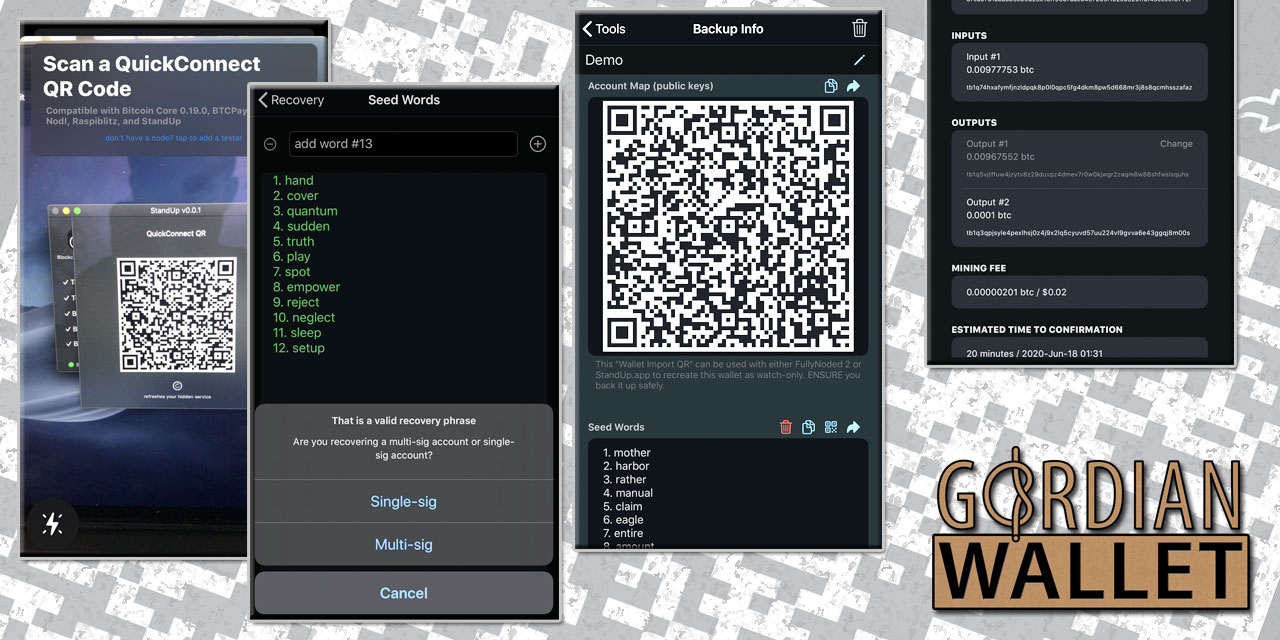 Scan a QuickConnect
QR Code
Compatible with Bitcoin Core 0.19.0, BTCPay
Nodl, Raspiblitz, and StandUp
don't have a node? tap to add a tester
StandUp v0.0.1
QuickConnect QR
refreshes your hidden service
Recovery
Seed Words
add word #13
1. hand
2. cover
3. quantum
4. sudden
5. truth
6. play
7. spot
8. empower
9. reject
10. neglect
11. sleep
12. setup
That is a valid recovery phrase
Are you recovering a multi-sig account or single-
sig account?
Single-sig
Multi-sig
Cancel
Tools
Backup Info
Demo
Account Map (public keys)
This "Wallet Import QR" can be used with either FullyNoded 2 or
StandUp.app to recreate this wallet as watch-only. ENSURE you
back it up safely.
Seed Words
1. mother
2. harbor
3. rather
4. manual
5. claim
6. eagle
7. entire
8. amount
INPUTS
Input #1
0.00977753 btc
OUTPUTS
Output #1 Change
0.00967552 btc
Output #2
0.0001 btc
MINING FEE
0.00000201 btc / $0.02
ESTIMATED TIME TO CONFIRMATION
20 minutes / 2020-Jun-18 01:31
GORDIAN
WALLET